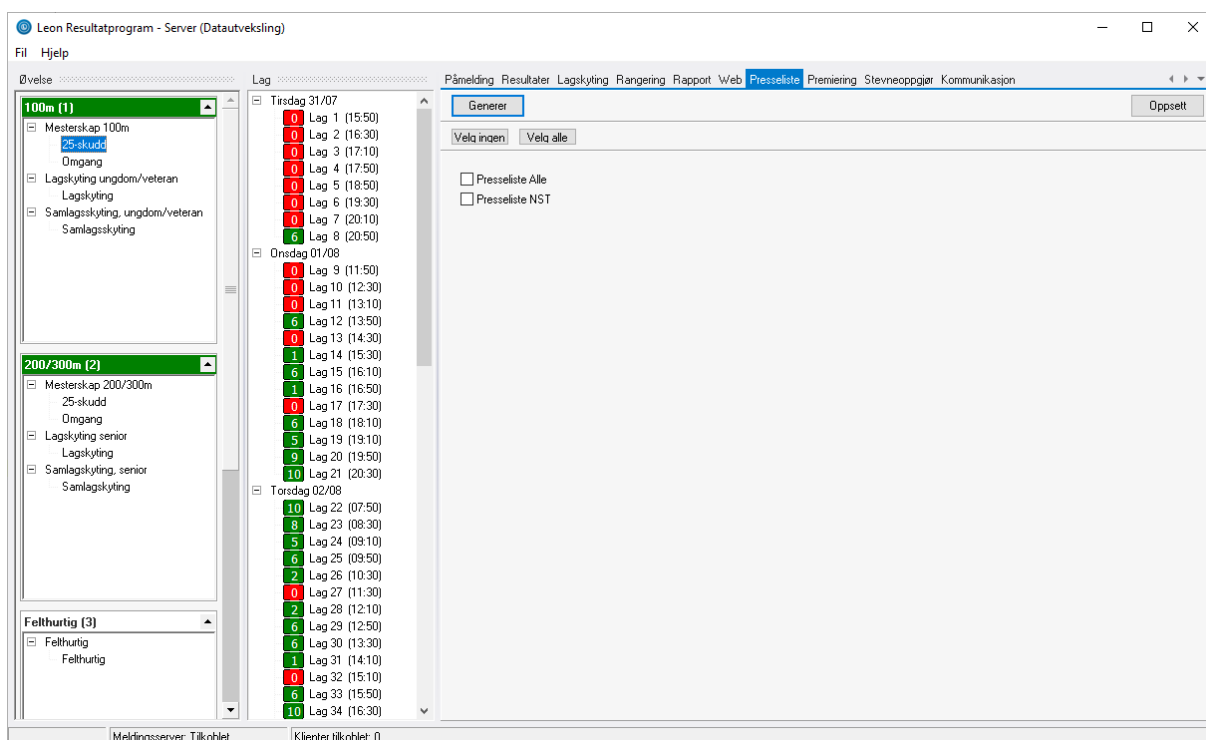 Leon Resultatprogram - Server (Datautveksling)
Fil Hjelp
Øvelse
100m (1)
Mesterskap 100m
25-skudd
Omgang
Lagskyting ungdom/veteran
Lagskyting
Samlagsskyting, ungdom/veteran
Samlagsskyting
200/300m (2)
Mesterskap 200/300m
25-skudd
Omgang
Lagskyting senior
Lagskyting
Samlagskyting, senior
Samlagskyting
Felthurtig (3)
Felthurtig
Felthurtig
Lag
Tirsdag 31/07
0 Lag 1 (15:50)
0 Lag 2 (16:30)
0 Lag 3 (17:10)
0 Lag 4 (17:50)
0 Lag 5 (18:50)
0 Lag 6 (19:30)
0 Lag 7 (20:10)
6 Lag 8 (20:50)
Onsdag 01/08
0 Lag 9 (11:50)
0 Lag 10 (12:30)
0 Lag 11 (13:10)
6 Lag 12 (13:50)
0 Lag 13 (14:30)
1 Lag 14 (15:30)
6 Lag 15 (16:10)
1 Lag 16 (16:50)
0 Lag 17 (17:30)
6 Lag 18 (18:10)
5 Lag 19 (19:10)
9 Lag 20 (19:50)
10 Lag 21 (20:30)
Torsdag 02/08
10 Lag 22 (07:50)
8 Lag 23 (08:30)
5 Lag 24 (09:10)
6 Lag 25 (09:50)
2 Lag 26 (10:30)
0 Lag 27 (11:30)
2 Lag 28 (12:10)
6 Lag 29 (12:50)
6 Lag 30 (13:30)
1 Lag 31 (14:10)
0 Lag 32 (15:10)
6 Lag 33 (15:50)
10 Lag 34 (16:30)
Påmelding Resultater Lagskyting Rangering Rapport Web Presseliste Premiering Stevneoppgjør Kommunikasjon
Generer Oppsett
Velg ingen Velg alle
Presseliste Alle
Presseliste NST
Meldingsserver: Tilkoblet Klienter tilkoblet: 0